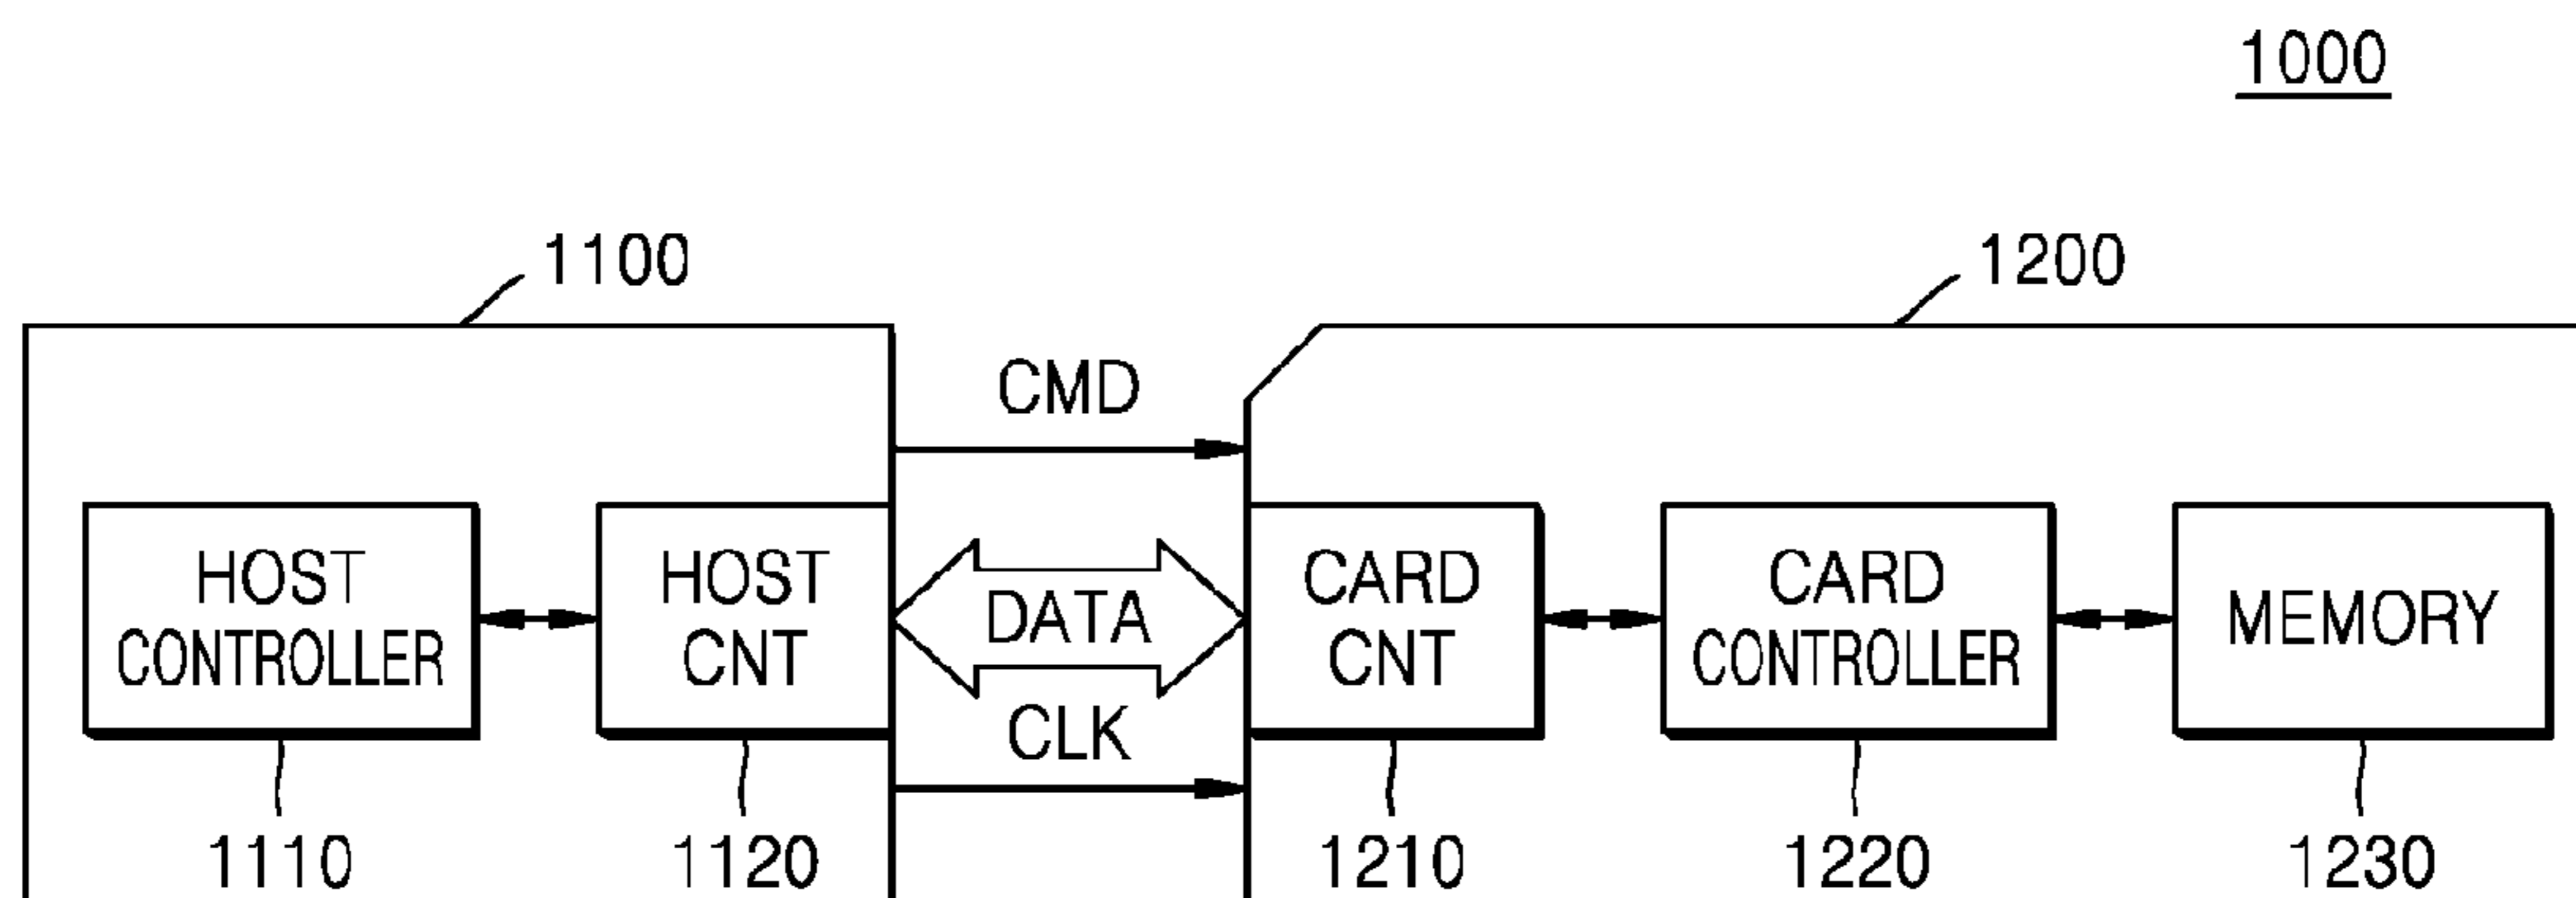 1000
1100
1200
CMD
HOST
CONTROLLER
HOST
CNT
DATA
CARD
CNT
CARD
CONTROLLER
MEMORY
CLK
1110
1120
1210
1220
1230